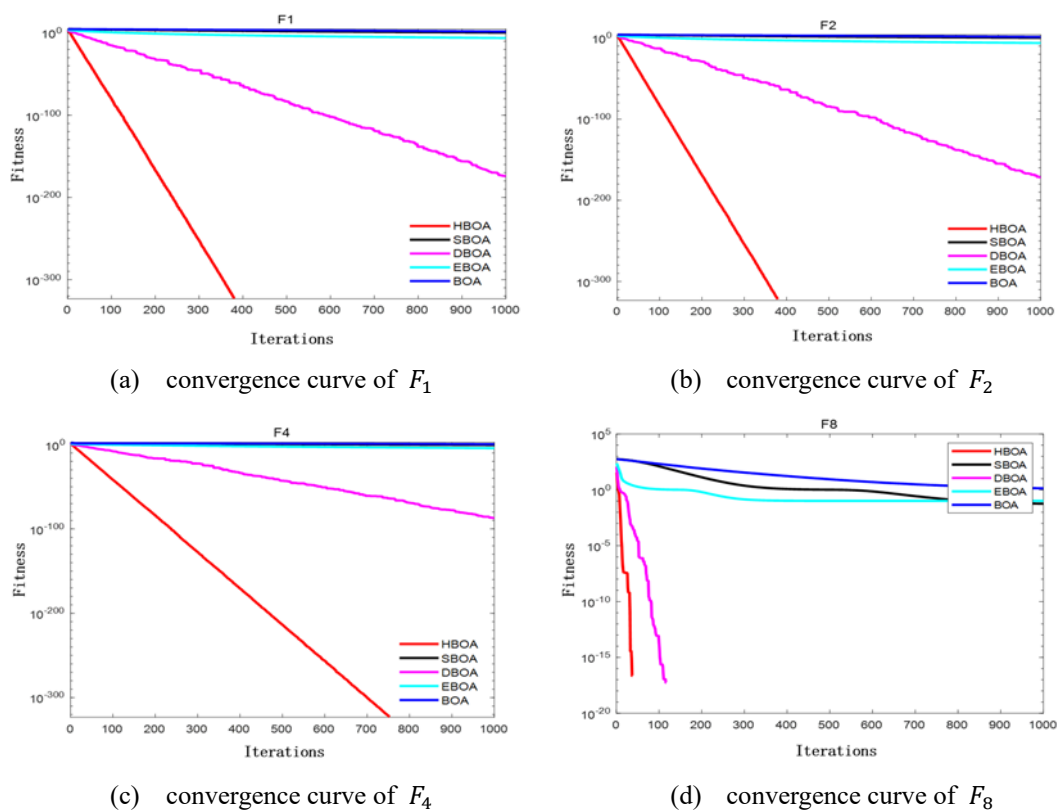 F1
10^0
10^-100
10^-200
10^-300
Fitness
HBOA
SBOA
DBOA
EBOA
BOA
0 100 200 300 400 500 600 700 800 900 1000
Iterations
(a) convergence curve of F₁
F2
10^0
10^-100
10^-200
10^-300
Fitness
HBOA
SBOA
DBOA
EBOA
BOA
0 100 200 300 400 500 600 700 800 900 1000
Iterations
(b) convergence curve of F₂
F4
10^0
10^-100
10^-200
10^-300
Fitness
HBOA
SBOA
DBOA
EBOA
BOA
0 100 200 300 400 500 600 700 800 900 1000
Iterations
(c) convergence curve of F₄
F8
10^5
10^0
10^-5
10^-10
10^-15
10^-20
Fitness
HBOA
SBOA
DBOA
EBOA
BOA
0 100 200 300 400 500 600 700 800 900 1000
Iterations
(d) convergence curve of F₈